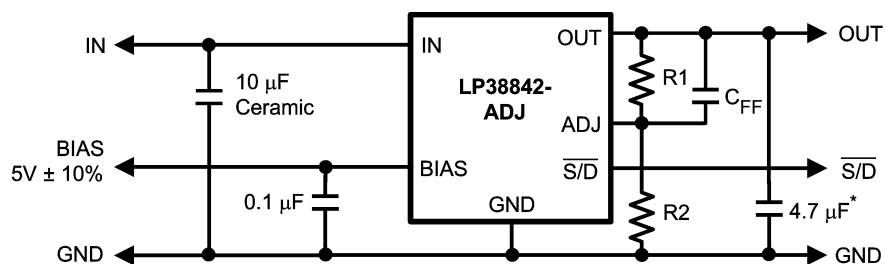 IN
10 μF
Ceramic
BIAS
5V ± 10%
0.1 μF
GND
IN
LP38842-
ADJ
BIAS
GND
OUT
ADJ
S̅/̅D̅
R1
CFF
R2
4.7 μF*
OUT
S̅/̅D̅
GND